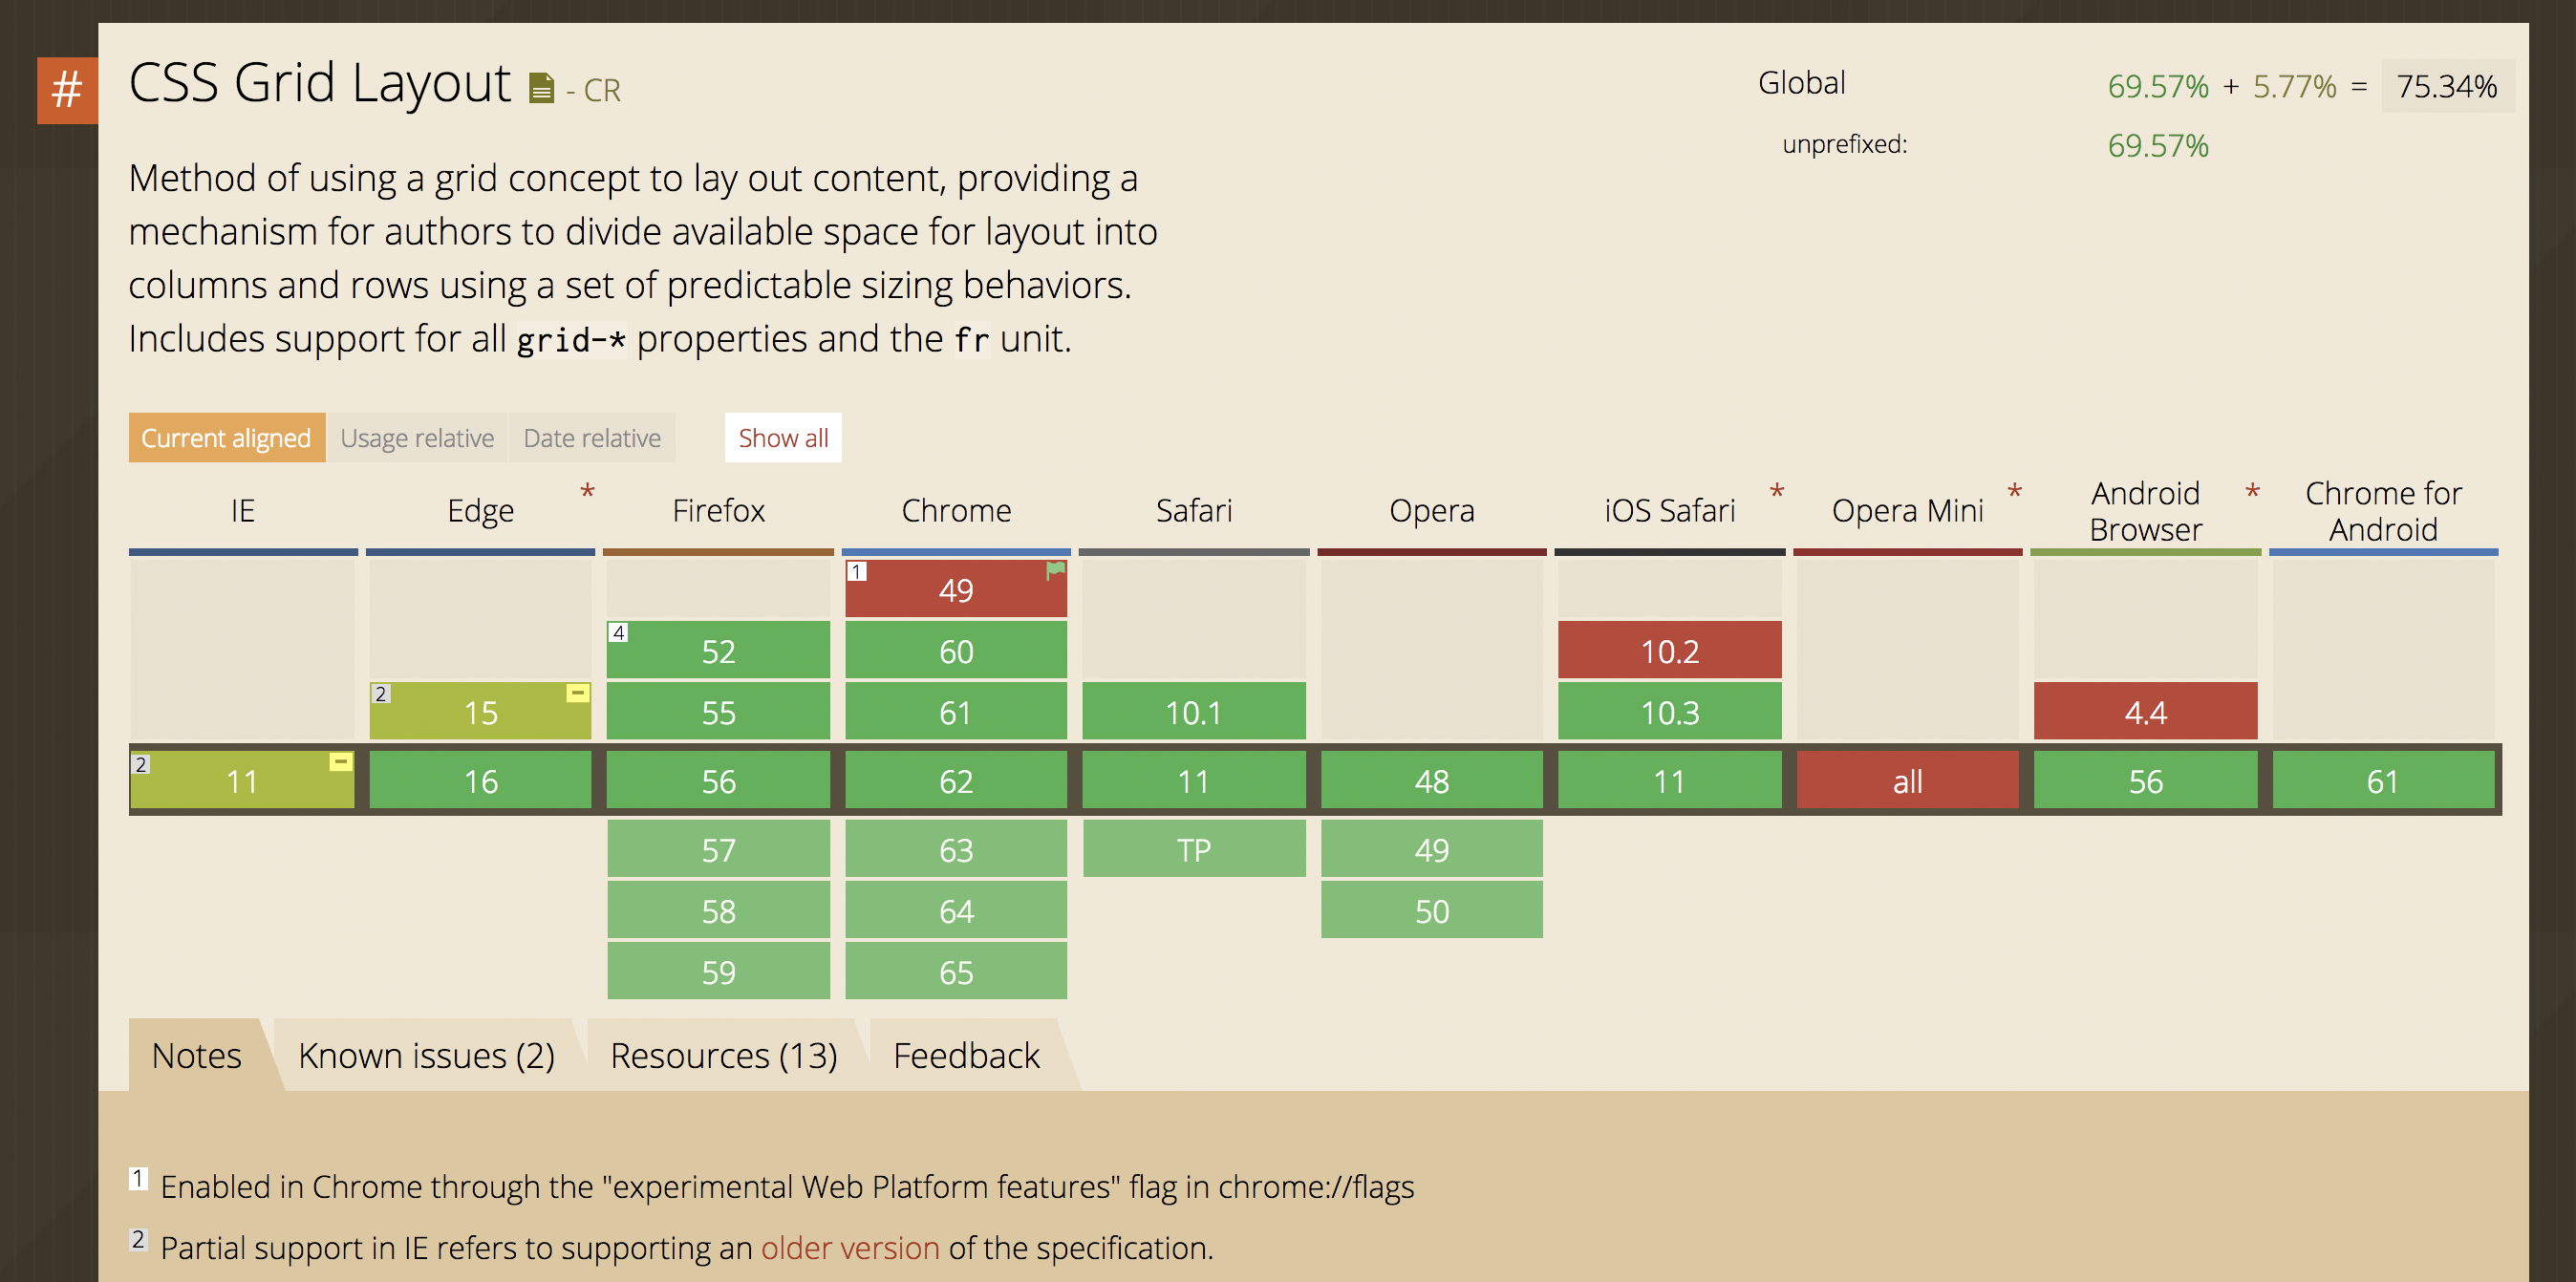 # CSS Grid Layout - CR
Global 69.57% + 5.77% = 75.34%
unprefixed: 69.57%
Method of using a grid concept to lay out content, providing a
mechanism for authors to divide available space for layout into
columns and rows using a set of predictable sizing behaviors.
Includes support for all grid-* properties and the fr unit.
Current aligned Usage relative Date relative Show all
IE Edge * Firefox Chrome Safari Opera iOS Safari * Opera Mini * Android Browser * Chrome for Android
1 49
4 52 60 10.2
2 15 - 55 61 10.1 10.3 4.4
2 11 - 16 56 62 11 48 11 all 56 61
57 63 TP 49
58 64 50
59 65
Notes Known issues (2) Resources (13) Feedback
1 Enabled in Chrome through the "experimental Web Platform features" flag in chrome://flags
2 Partial support in IE refers to supporting an older version of the specification.